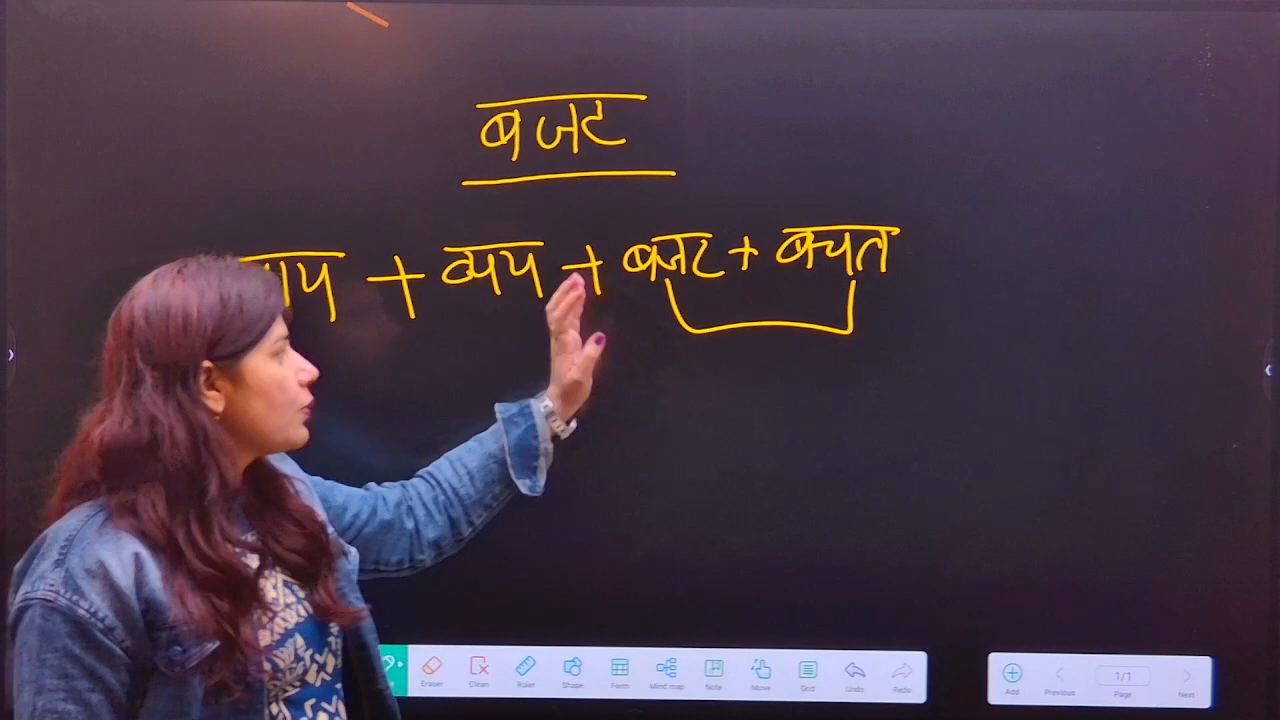 बजट
+ व्यय + बजट + बचत
Eraser Clean Ruler Shape Form Mind map Note Move Grid Undo Redo
Add Previous 1/1 Page Next